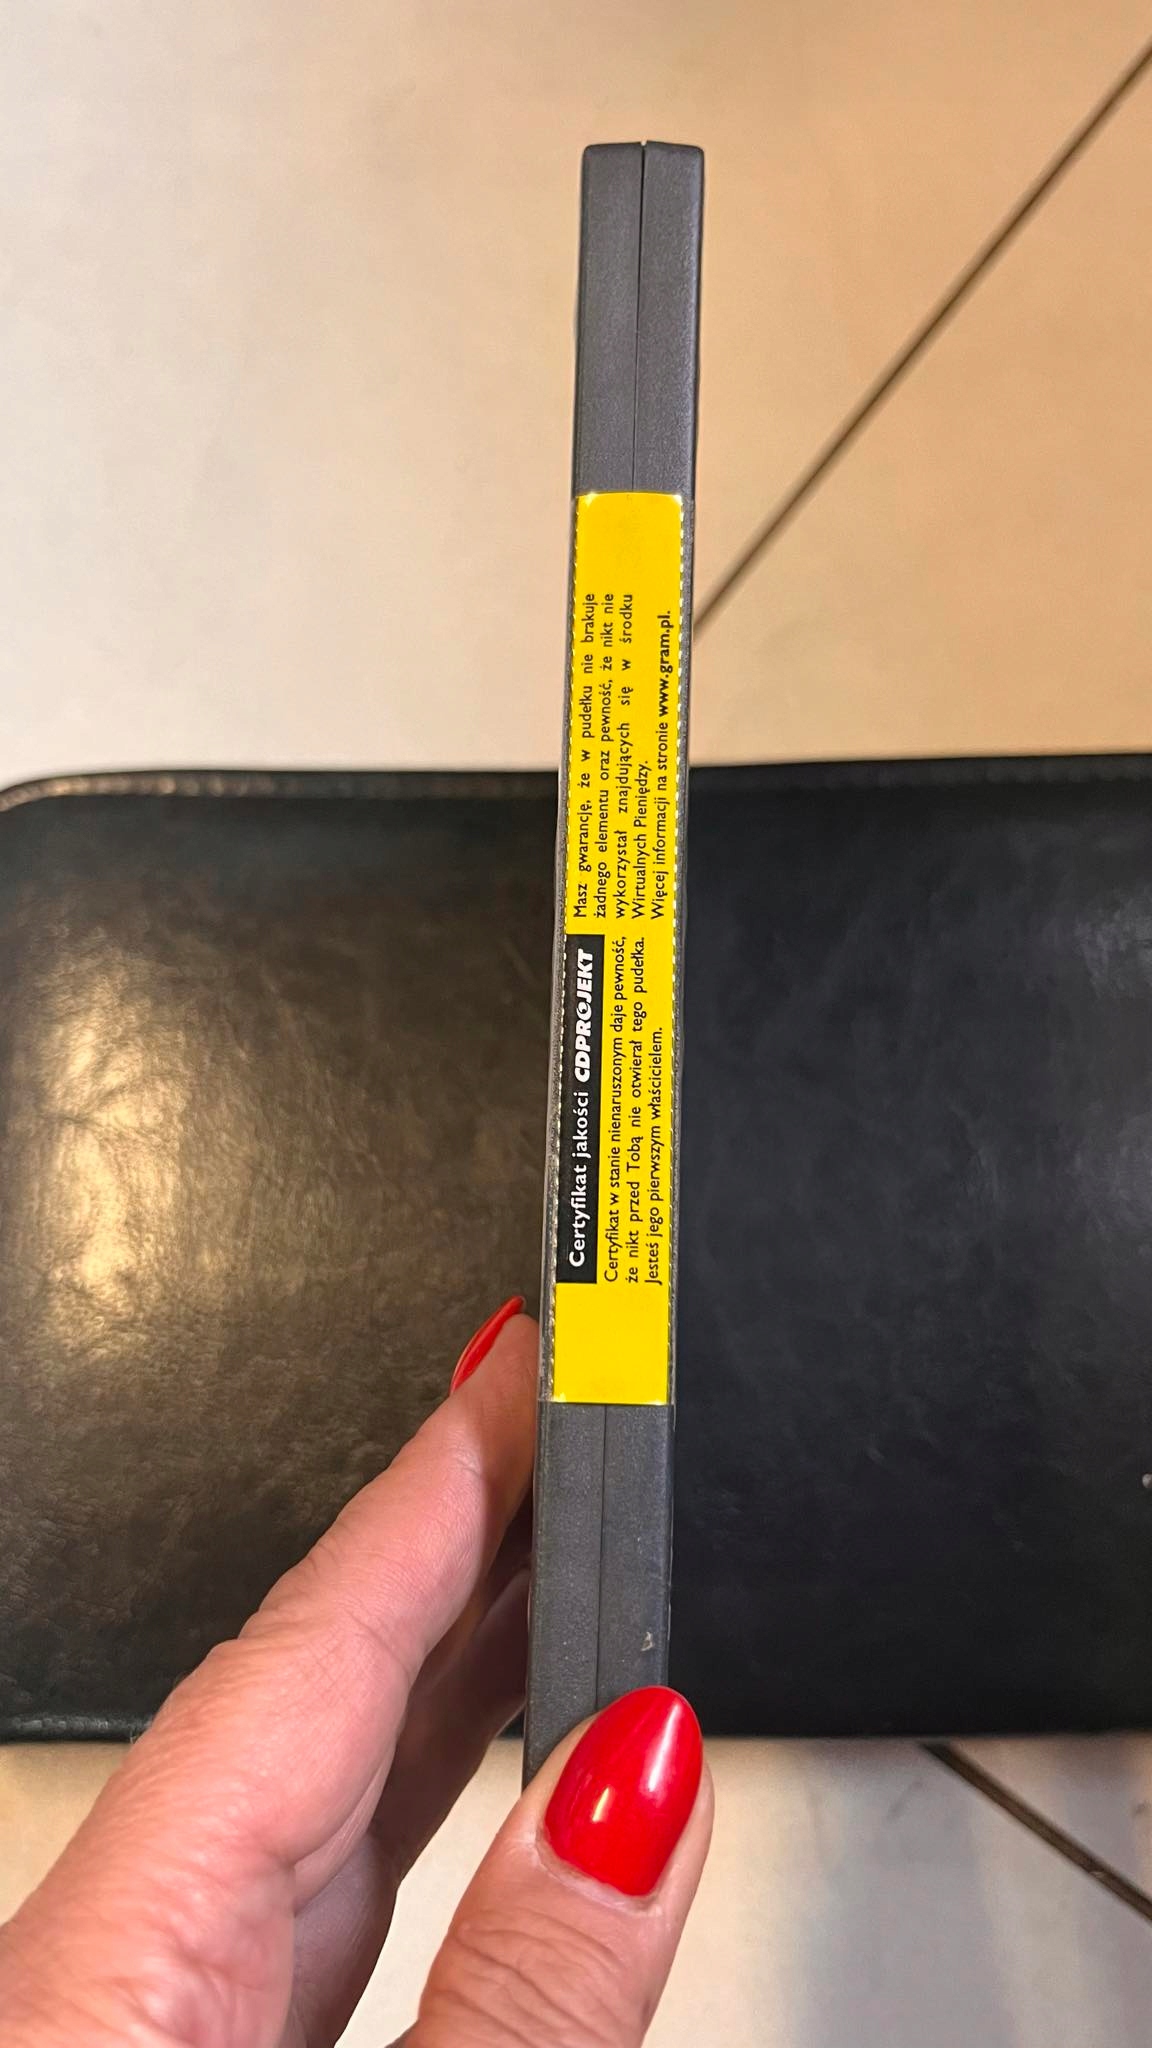 Certyfikat jakości CDPROJEKT
Certyfikat w stanie nienaruszonym daje pewność,
że nikt przed Tobą nie otwierał tego pudełka.
Jesteś jego pierwszym właścicielem.
Masz gwarancję, że w pudełku nie brakuje
żadnego elementu oraz pewność, że nikt nie
wykorzystał znajdujących się w środku
Wirtualnych Pieniędzy.
Więcej informacji na stronie www.gram.pl.